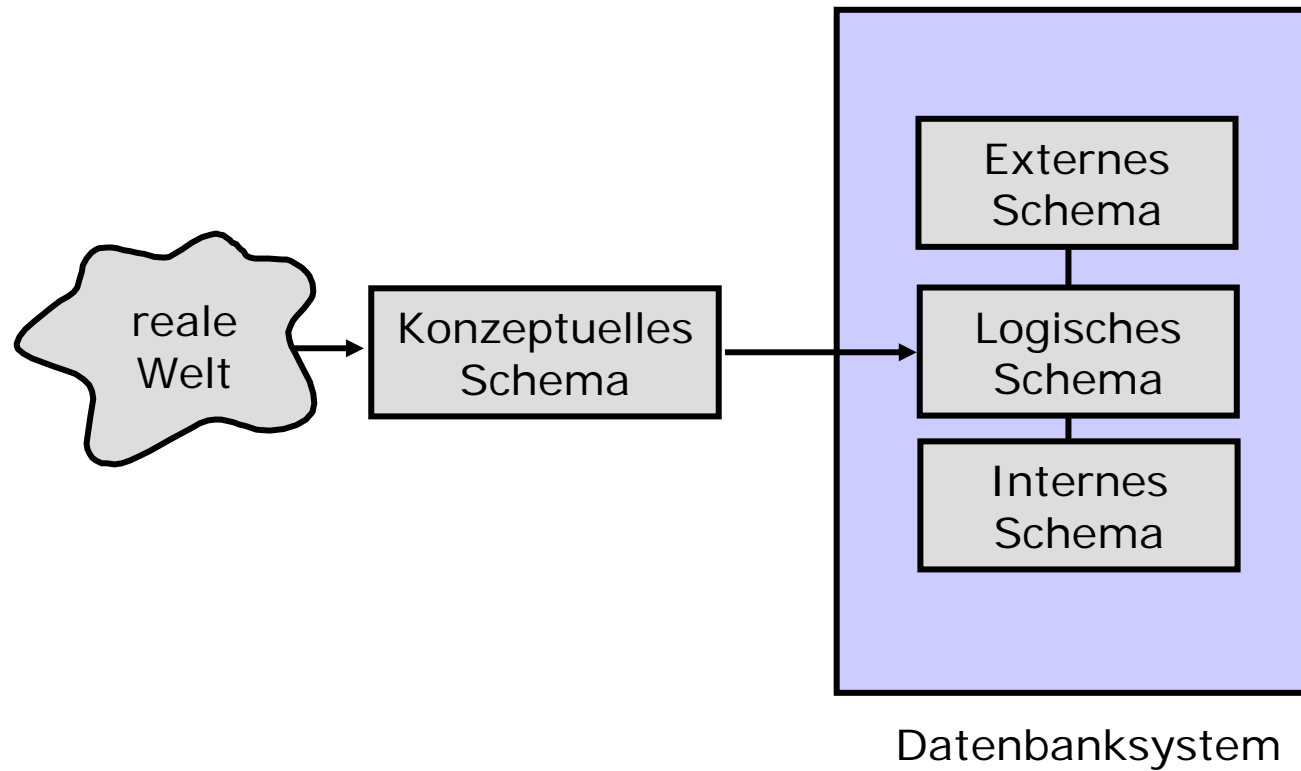 reale
Welt
Konzeptuelles
Schema
Externes
Schema
Logisches
Schema
Internes
Schema
Datenbanksystem